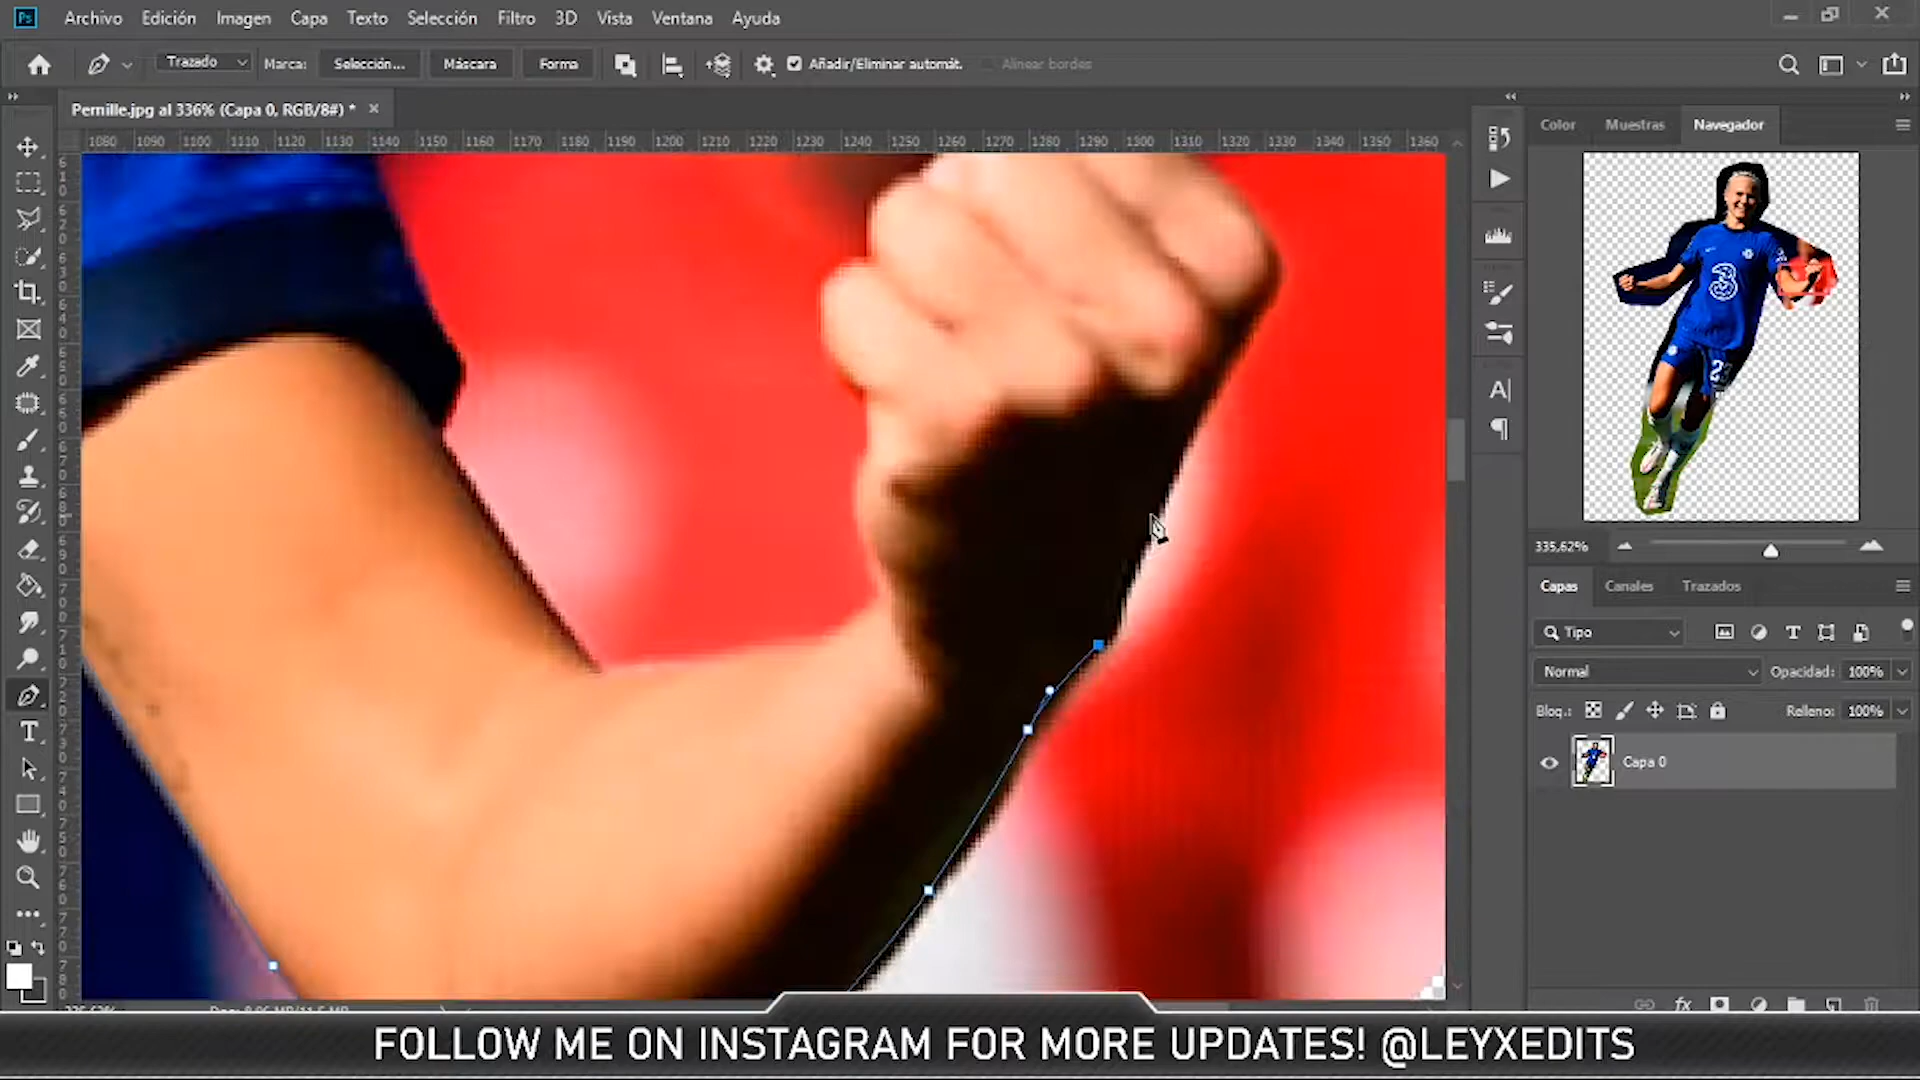 Ps Archivo Edición Imagen Capa Texto Selección Filtro 3D Vista Ventana Ayuda
Trazado Marca: Selección... Máscara Forma Añadir/Eliminar automát. Alinear bordes
Pernille.jpg al 336% (Capa 0, RGB/8#) * ×
1080 1090 1100 1110 1120 1130 1140 1150 1160 1170 1180 1190 1200 1210 1220 1230 1240 1250 1260 1270 1280 1290 1300 1310 1320 1330 1340 1350 1360
Color Muestras Navegador
3
335,62%
Capas Canales Trazados
Tipo
Normal Opacidad: 100%
Bloq.: Relleno: 100%
Capa 0
fx
FOLLOW ME ON INSTAGRAM FOR MORE UPDATES! @LEYXEDITS